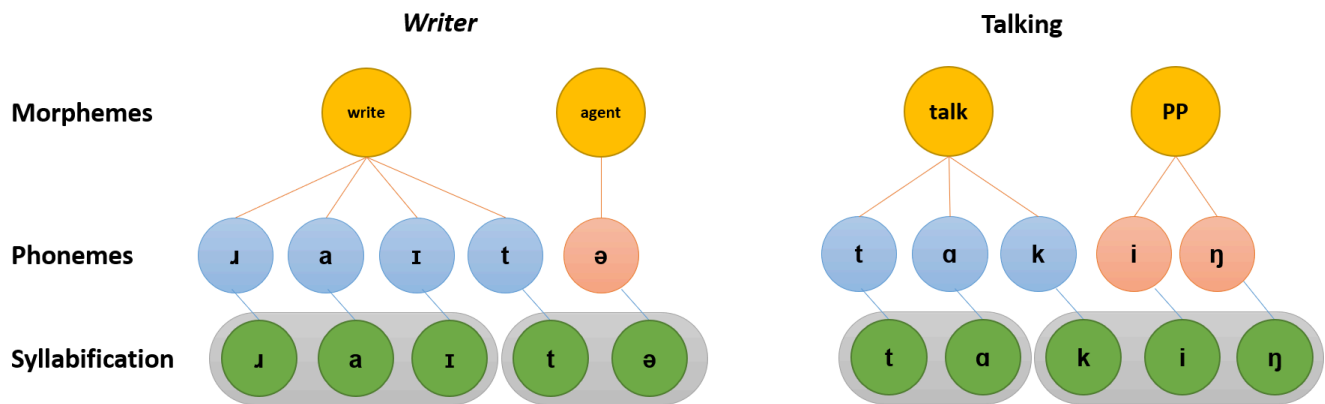 Writer Talking
Morphemes write agent talk PP
Phonemes ɹ a ɪ t ə t ɑ k i ŋ
Syllabification ɹ a ɪ t ə t ɑ k i ŋ